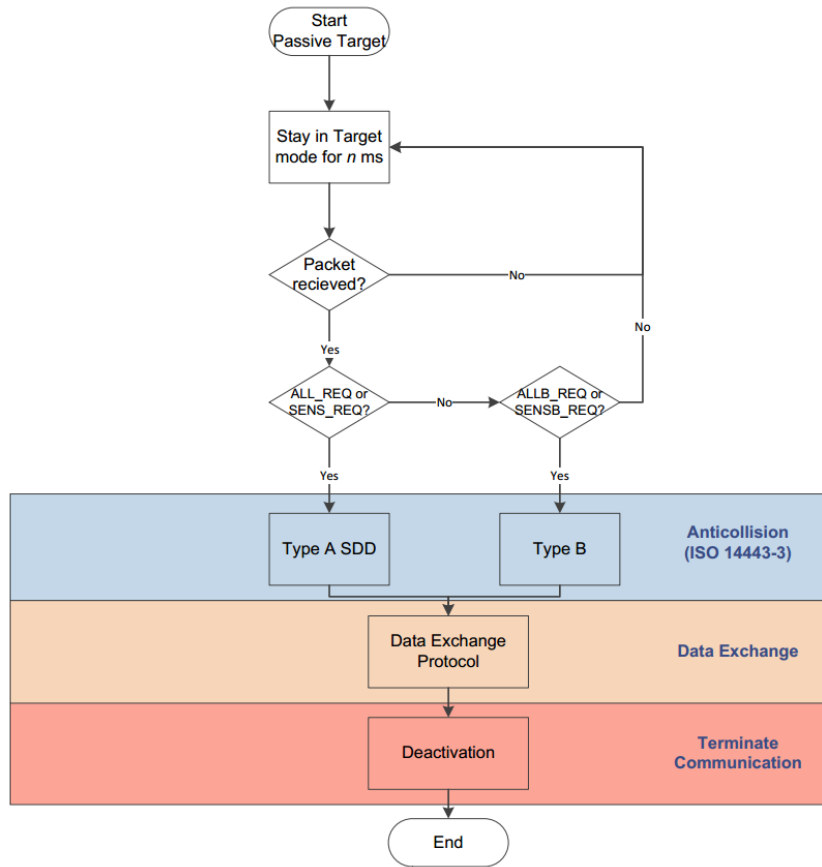 Start
Passive Target
Stay in Target
mode for n ms
Packet
recieved?
No
No
Yes
ALL_REQ or
SENS_REQ?
No
ALLB_REQ or
SENSB_REQ?
Yes
Yes
Type A SDD
Type B
Anticollision
(ISO 14443-3)
Data Exchange
Protocol
Data Exchange
Deactivation
Terminate
Communication
End